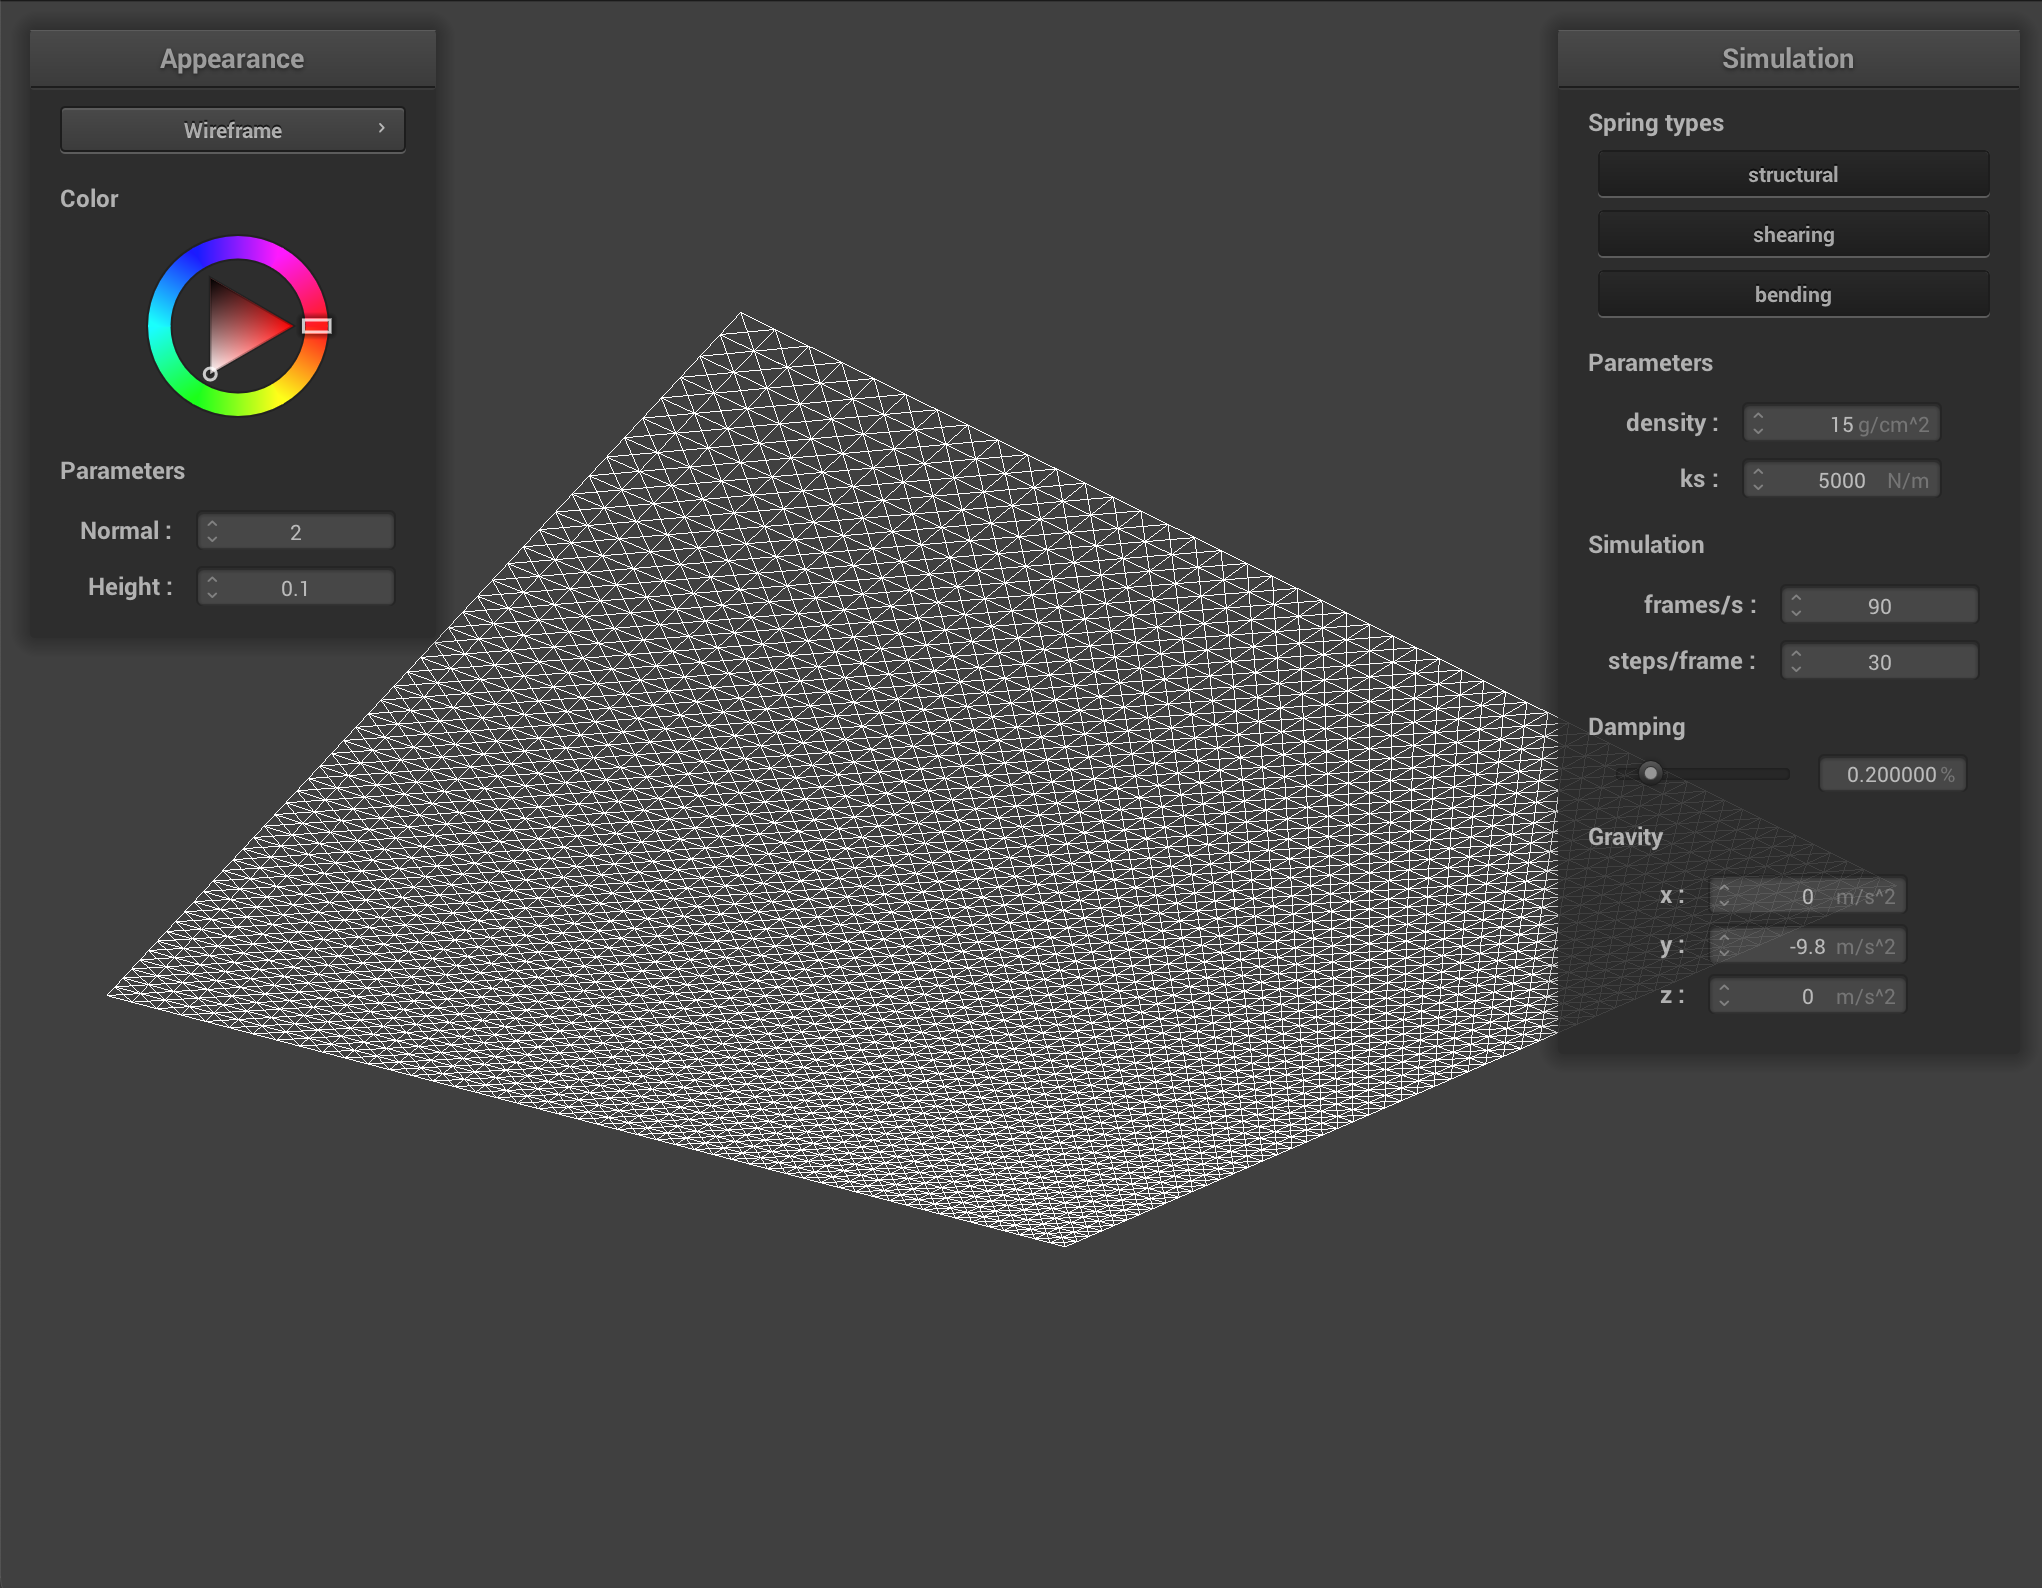 Appearance
Wireframe
Color
Parameters
Normal : 2
Height : 0.1
Simulation
Spring types
structural
shearing
bending
Parameters
density : 15 g/cm^2
ks : 5000 N/m
Simulation
frames/s : 90
steps/frame : 30
Damping
0.200000 %
Gravity
x : 0 m/s^2
y : -9.8 m/s^2
z : 0 m/s^2